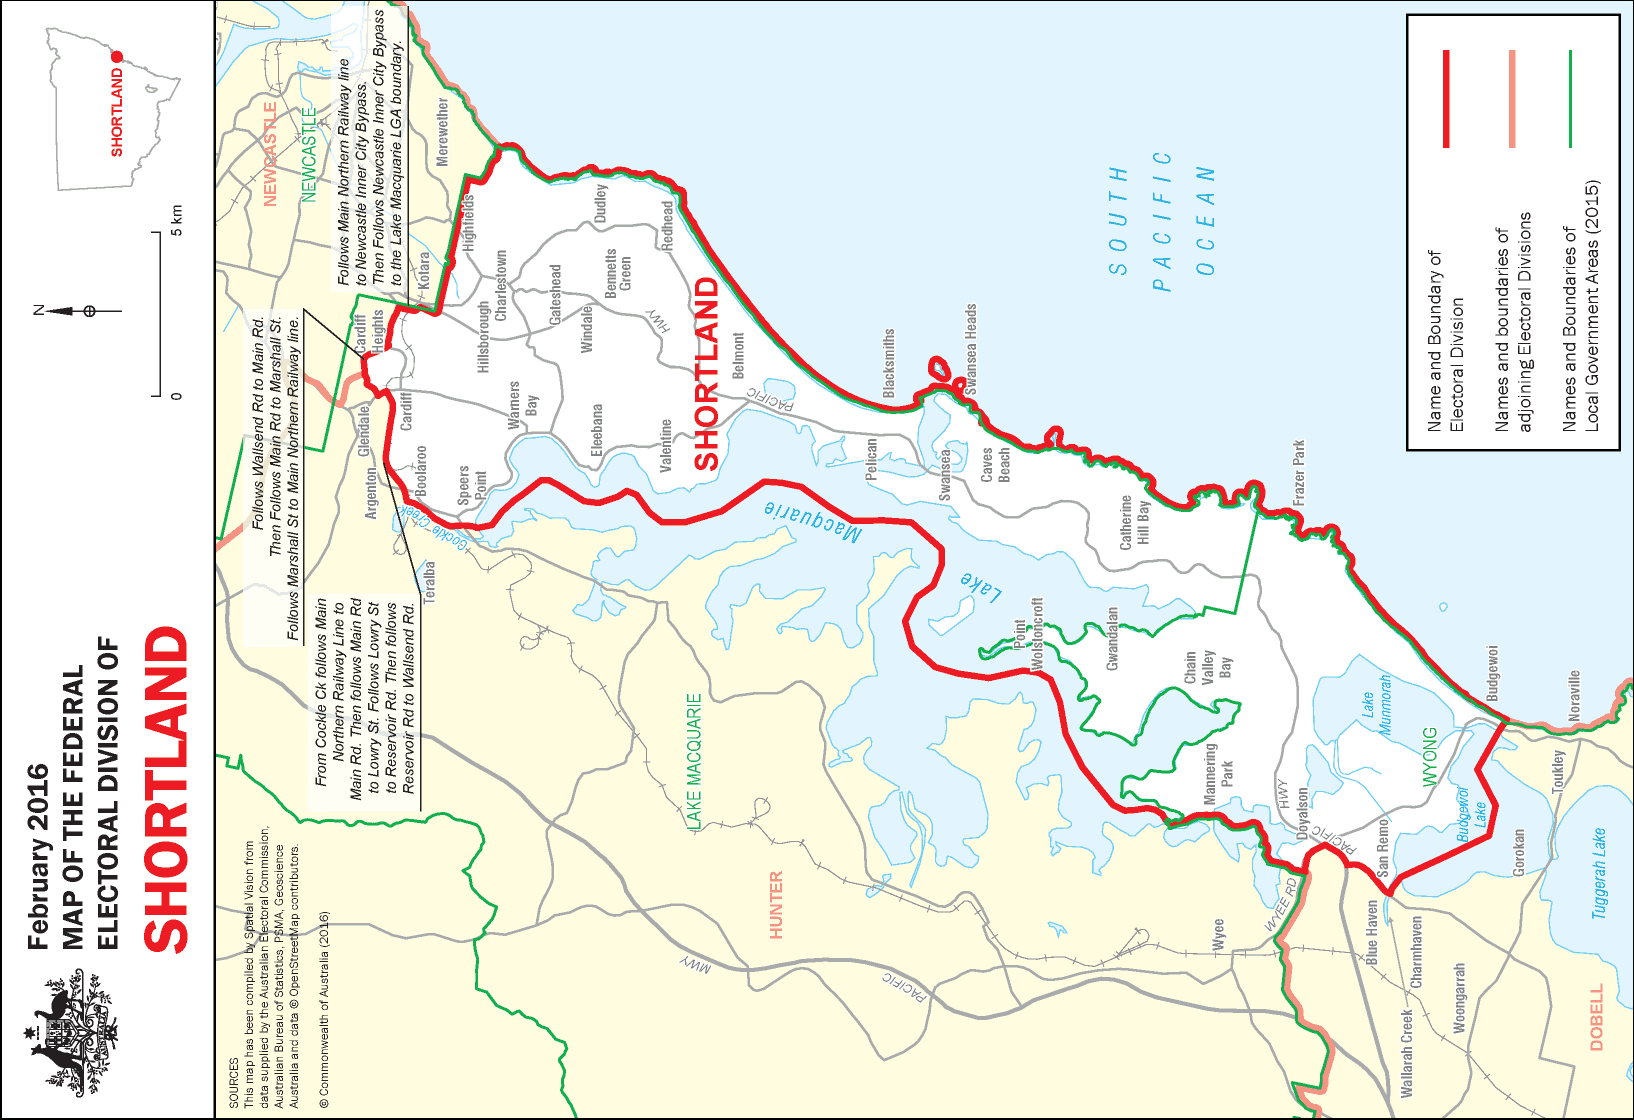 February 2016
MAP OF THE FEDERAL
ELECTORAL DIVISION OF
SHORTLAND
SHORTLAND
N
0
5 km
SOURCES
This map has been compiled by Spatial Vision from
data supplied by the Australian Electoral Commission,
Australian Bureau of Statistics, PSMA, Geoscience
Australia and data © OpenStreetMap contributors.
© Commonwealth of Australia (2016)
Follows Wallsend Rd to Main Rd.
Then Follows Main Rd to Marshall St.
Follows Marshall St to Main Northern Railway line.
From Cockle Ck follows Main
Northern Railway Line to
Main Rd. Then follows Main Rd
to Lowry St. Follows Lowry St
to Reservoir Rd. Then follows
Reservoir Rd to Wallsend Rd.
Follows Main Northern Railway line
to Newcastle Inner City Bypass.
Then Follows Newcastle Inner City Bypass
to the Lake Macquarie LGA boundary.
NEWCASTLE
NEWCASTLE
Merewether
Kotara
Highfields
Cardiff
Heights
Glendale
Cardiff
Argenton
Boolaroo
Teralba
Cockle Creek
Cockle
Speers
Point
Warners
Bay
Hillsborough
Charlestown
Gateshead
Windale
Bennetts
Green
Dudley
Redhead
HWY
Eleebana
Valentine
SHORTLAND
Belmont
PACIFIC
Blacksmiths
Pelican
Swansea
Swansea Heads
Caves
Beach
Catherine
Hill Bay
Frazer Park
Lake
Macquarie
Point
Wolstoncroft
Gwandalan
Chain
Valley
Bay
Mannering
Park
HWY
Doyalson
PACIFIC
San Remo
Lake
Munmorah
WYONG
Budgewoi
Lake
Budgewoi
Noraville
Toukley
Gorokan
Tuggerah Lake
Blue Haven
Charmhaven
Wallarah Creek
Woongarrah
DOBELL
WYEE RD
Wyee
PACIFIC
MWY
HUNTER
LAKE MACQUARIE
SOUTH
PACIFIC
OCEAN
Name and Boundary of
Electoral Division
Names and boundaries of
adjoining Electoral Divisions
Names and Boundaries of
Local Government Areas (2015)